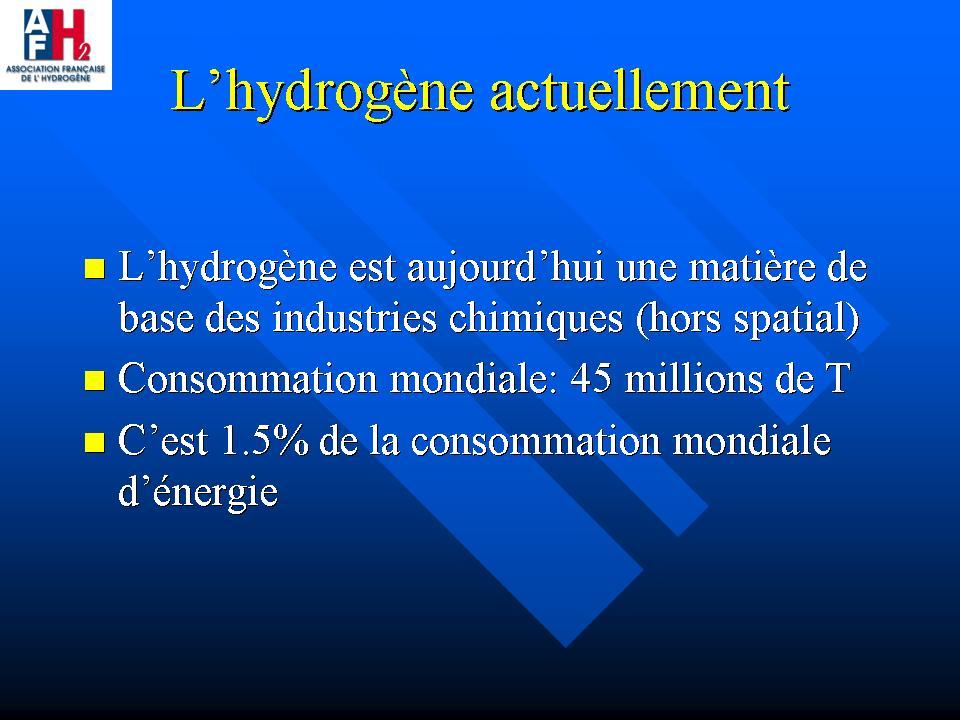 AFH2
ASSOCIATION FRANÇAISE
DE L'HYDROGÈNE
L’hydrogène actuellement
L’hydrogène est aujourd’hui une matière de
base des industries chimiques (hors spatial)
Consommation mondiale: 45 millions de T
C’est 1.5% de la consommation mondiale
d’énergie